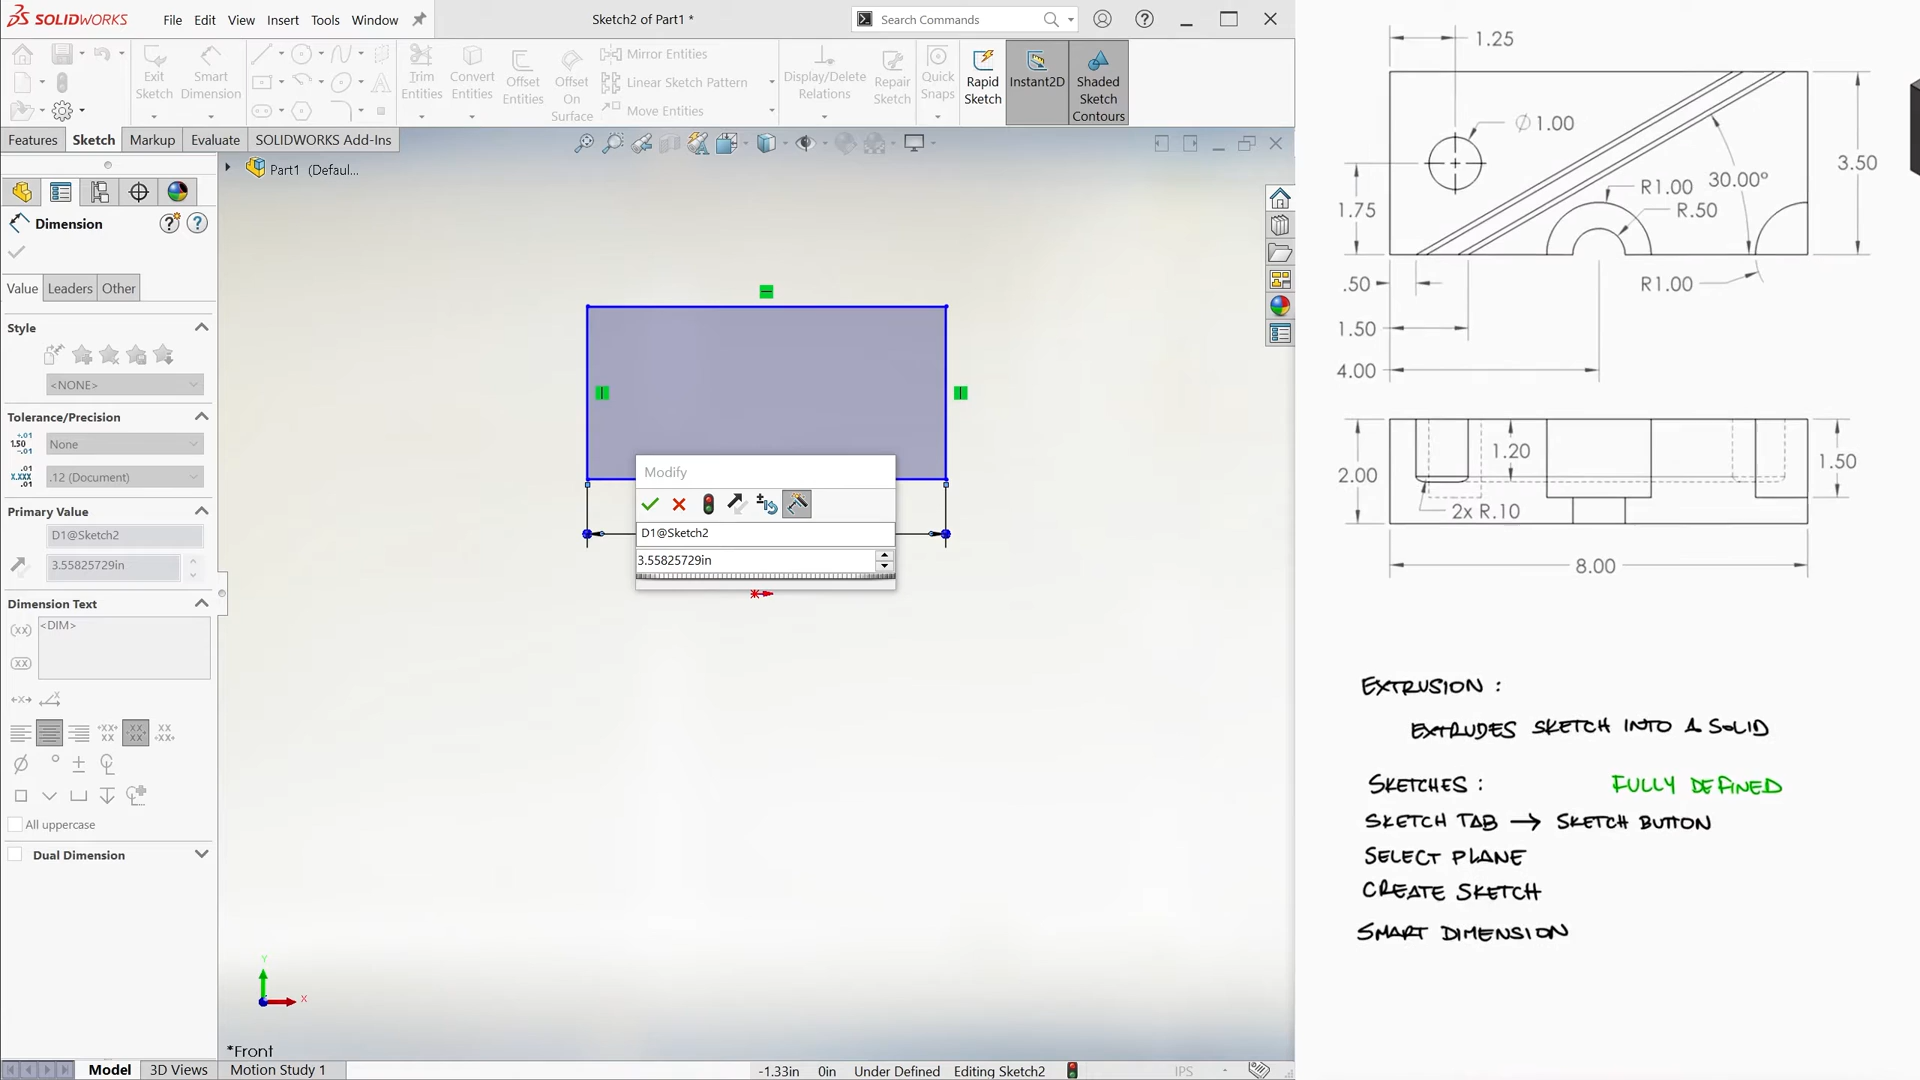 SOLIDWORKS File Edit View Insert Tools Window Sketch2 of Part1 * Search Commands
Exit Sketch Smart Dimension Trim Entities Convert Entities Offset Entities Offset On Surface Mirror Entities Linear Sketch Pattern Move Entities Display/Delete Relations Repair Sketch Quick Snaps Rapid Sketch Instant2D Shaded Sketch Contours
Features Sketch Markup Evaluate SOLIDWORKS Add-Ins
Part1 (Defaul...
Dimension
Value Leaders Other
Style
<NONE>
Tolerance/Precision
None
.12 (Document)
Primary Value
D1@Sketch2
3.55825729in
Dimension Text
<DIM>
All uppercase
Dual Dimension
Modify
D1@Sketch2
3.55825729in
Y
X
*Front
Model 3D Views Motion Study 1 -1.33in 0in Under Defined Editing Sketch2 IPS
1.25
Ø 1.00
3.50
R1.00 30.00°
R.50
1.75
.50 R1.00
1.50
4.00
1.20
2.00 1.50
2x R.10
8.00
EXTRUSION :
EXTRUDES SKETCH INTO A SOLID
SKETCHES : FULLY DEFINED
SKETCH TAB → SKETCH BUTTON
SELECT PLANE
CREATE SKETCH
SMART DIMENSION